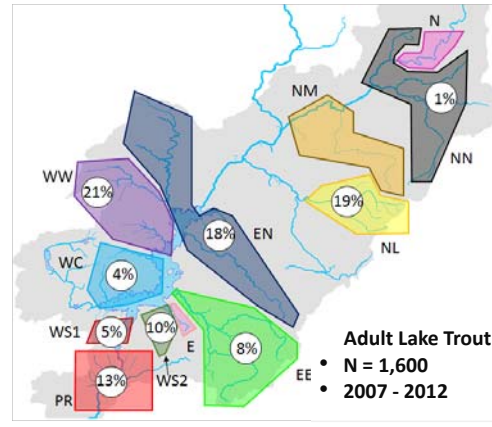 N
NM
1%
NN
WW
21%
19%
NL
18%
EN
WC
4%
WS1
5%
10%
E
8%
EE
WS2
PR
13%
Adult Lake Trout
• N = 1,600
• 2007 - 2012